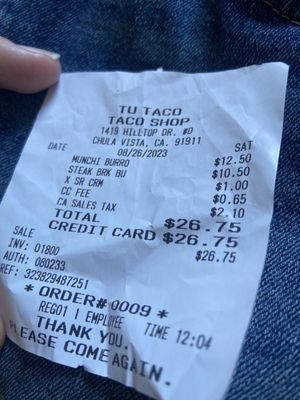 TU TACO
TACO SHOP
1419 HILLTOP DR. #D
CHULA VISTA, CA. 91911
DATE 08/26/2023 SAT
MUNCHI BURRO $12.50
STEAK BRK BU $10.50
X SR CRM $1.00
CC FEE $0.65
CA SALES TAX 2.10
TOTAL $26.75
CREDIT CARD $26.75
SALE $26.75
INV: 01800
AUTH: 080233
REF: 323829487251
* ORDER# 0009 *
REG01 1 EMPLOYEE TIME 12:04
THANK YOU.
PLEASE COME AGAIN.